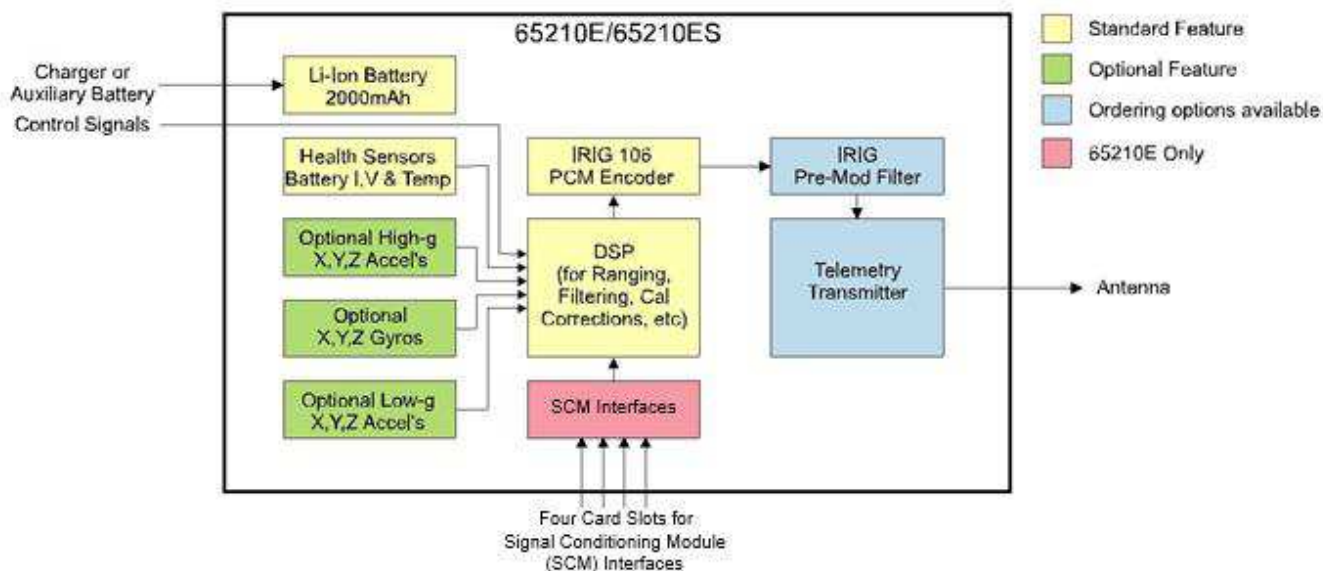 65210E/65210ES
Charger or
Auxiliary Battery
Control Signals
Li-Ion Battery
2000mAh
Health Sensors
Battery I,V & Temp
Optional High-g
X,Y,Z Accel's
Optional
X,Y,Z Gyros
Optional Low-g
X,Y,Z Accel's
IRIG 106
PCM Encoder
DSP
(for Ranging,
Filtering, Cal
Corrections, etc)
SCM Interfaces
IRIG
Pre-Mod Filter
Telemetry
Transmitter
Antenna
Four Card Slots for
Signal Conditioning Module
(SCM) Interfaces
Standard Feature
Optional Feature
Ordering options available
65210E Only